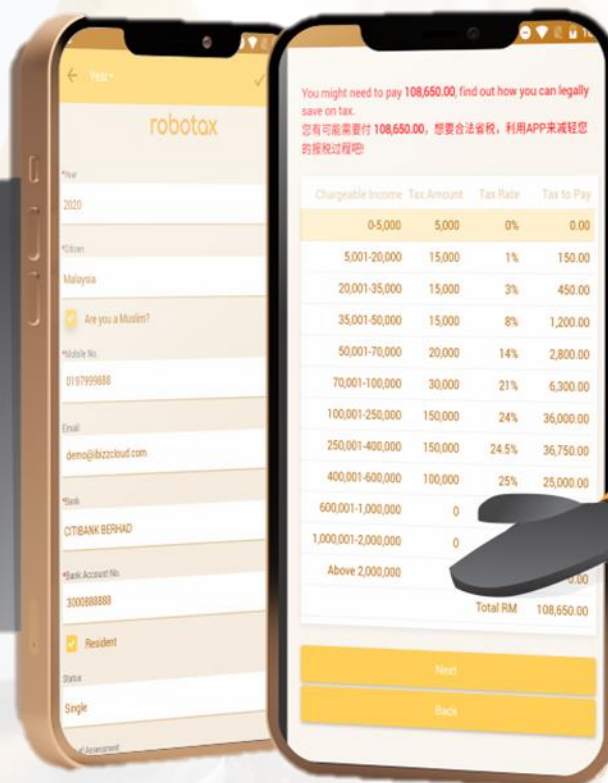 Year
robotax
*Year
2020
*Citizen
Malaysia
Are you a Muslim?
*Mobile No.
0197999888
Email
demo@ibizzcloud.com
*Bank
CITIBANK BERHAD
*Bank Account No.
3000888888
Resident
Status
Single
of Assessment
You might need to pay 108,650.00, find out how you can legally
save on tax.
您有可能需要付 108,650.00，想要合法省税，利用APP来减轻您
的报税过程吧!
Chargeable Income Tax Amount Tax Rate Tax to Pay
0-5,000 5,000 0% 0.00
5,001-20,000 15,000 1% 150.00
20,001-35,000 15,000 3% 450.00
35,001-50,000 15,000 8% 1,200.00
50,001-70,000 20,000 14% 2,800.00
70,001-100,000 30,000 21% 6,300.00
100,001-250,000 150,000 24% 36,000.00
250,001-400,000 150,000 24.5% 36,750.00
400,001-600,000 100,000 25% 25,000.00
600,001-1,000,000 0
1,000,001-2,000,000 0
Above 2,000,000 0.00
Total RM 108,650.00
Next
Back